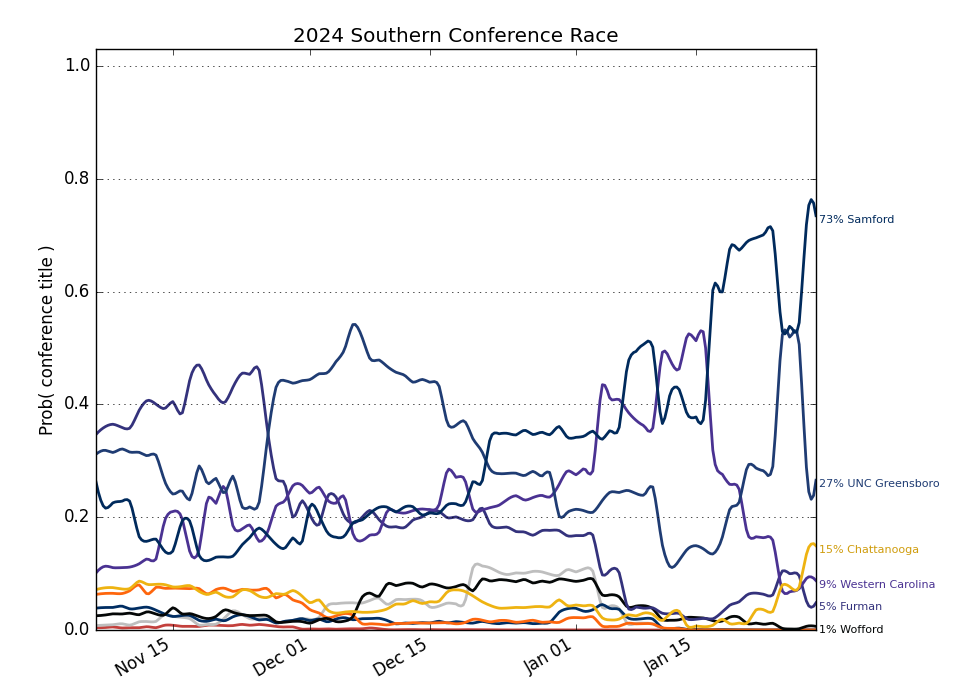 2024 Southern Conference Race
Prob( conference title )
1.0
0.8
0.6
0.4
0.2
0.0
Nov 15
Dec 01
Dec 15
Jan 01
Jan 15
73% Samford
27% UNC Greensboro
15% Chattanooga
9% Western Carolina
5% Furman
1% Wofford